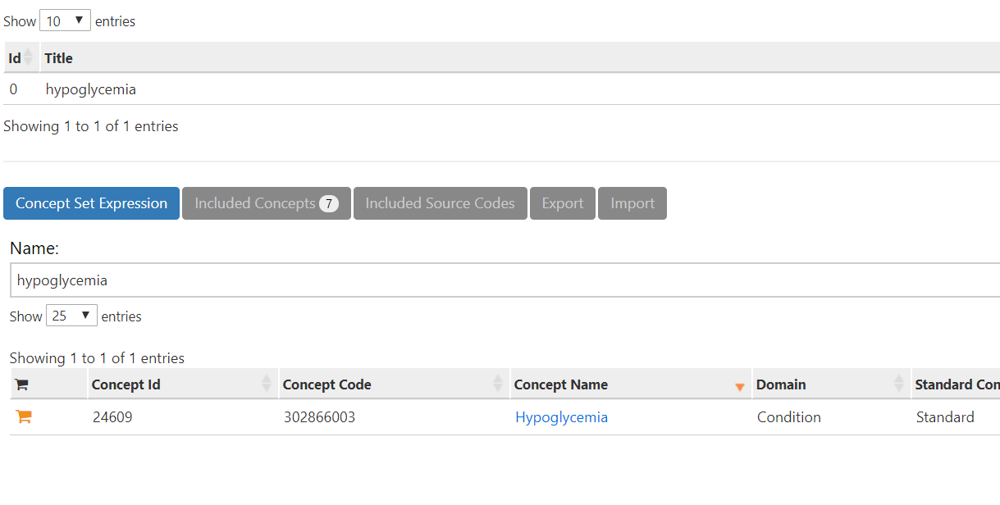 Show 10 entries
Id Title
0 hypoglycemia
Showing 1 to 1 of 1 entries
Concept Set Expression Included Concepts 7 Included Source Codes Export Import
Name:
hypoglycemia
Show 25 entries
Showing 1 to 1 of 1 entries
Concept Id Concept Code Concept Name Domain Standard Con
24609 302866003 Hypoglycemia Condition Standard